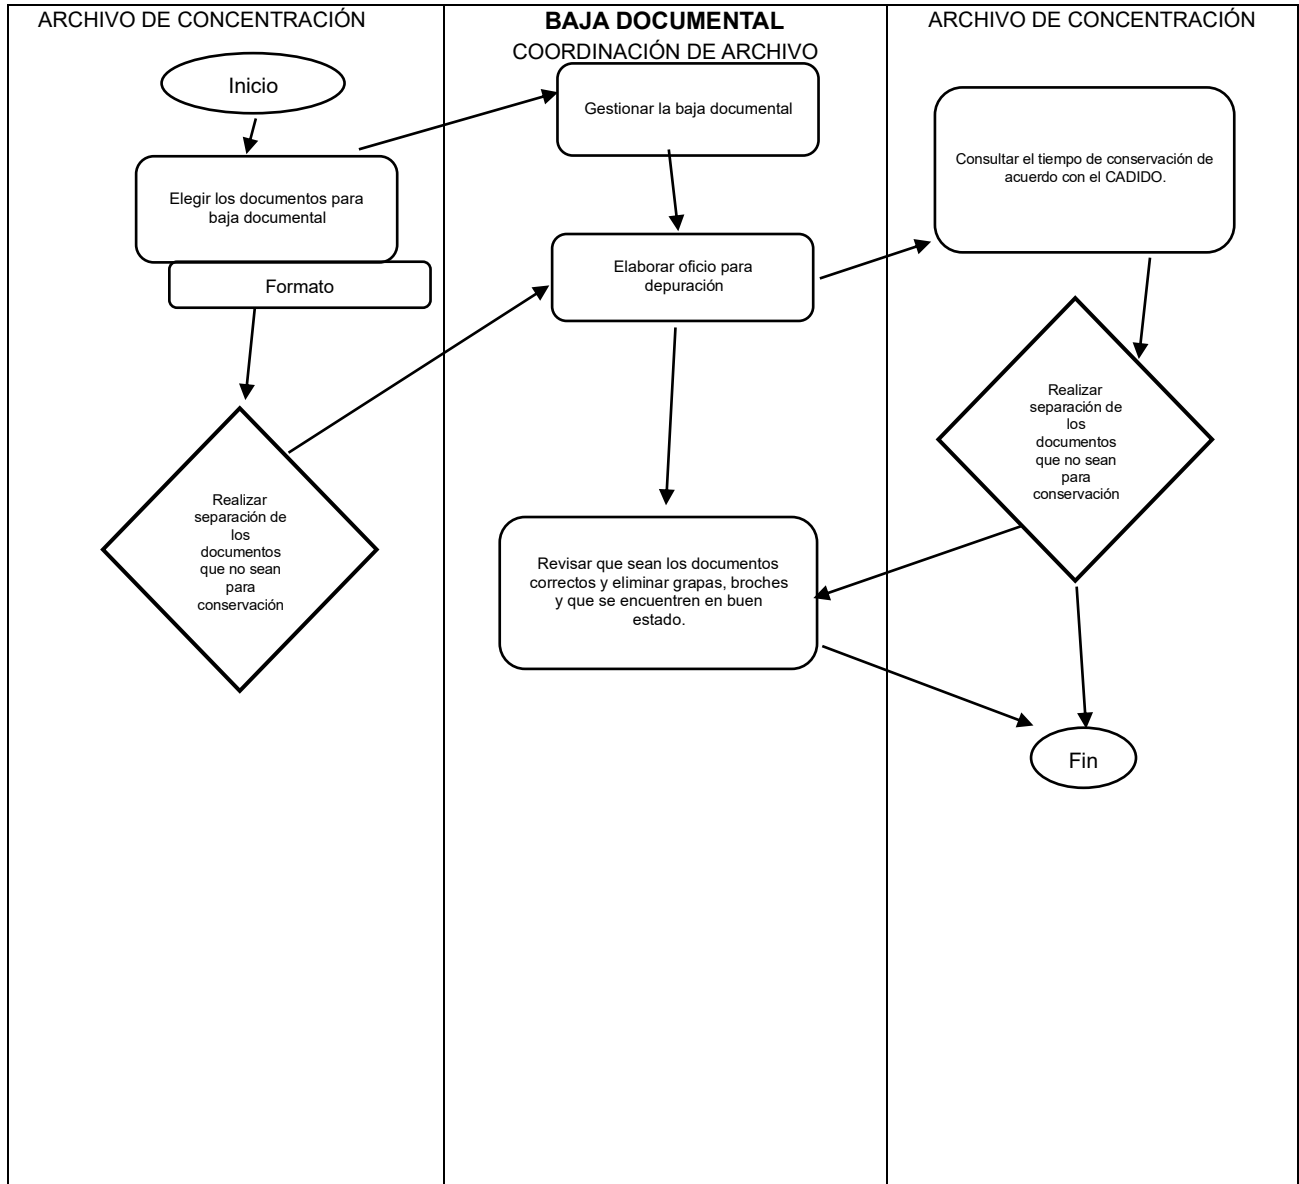 ARCHIVO DE CONCENTRACIÓN
Inicio
Elegir los documentos para
baja documental
Formato
Realizar
separación de
los
documentos
que no sean
para
conservación
BAJA DOCUMENTAL
COORDINACIÓN DE ARCHIVO
Gestionar la baja documental
Elaborar oficio para
depuración
Revisar que sean los documentos
correctos y eliminar grapas, broches
y que se encuentren en buen
estado.
ARCHIVO DE CONCENTRACIÓN
Consultar el tiempo de conservación de
acuerdo con el CADIDO.
Realizar
separación de
los
documentos
que no sean
para
conservación
Fin